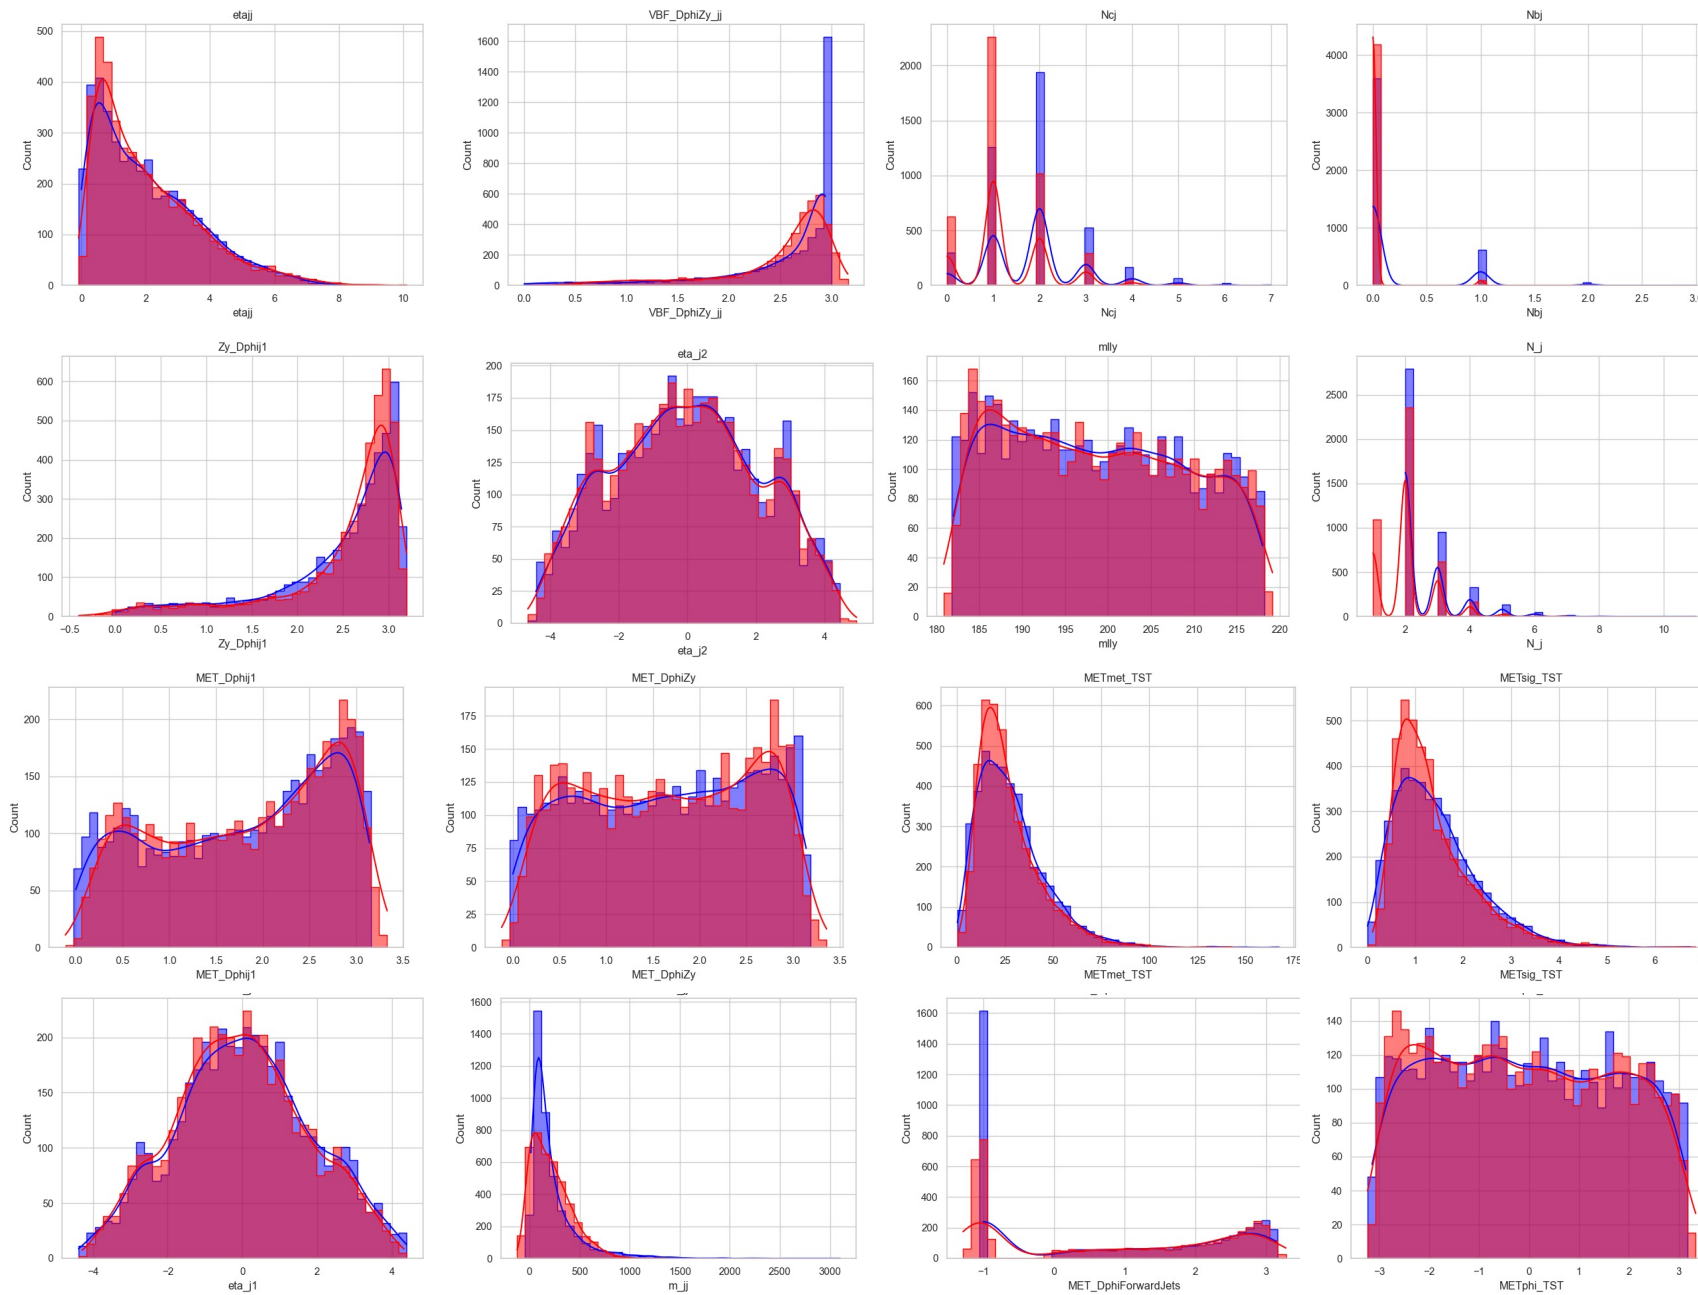 etajj
VBF_DphiZy_jj
Ncj
Nbj
Count
500
400
300
200
100
0
0 2 4 6 8 10
etajj
Count
1600
1400
1200
1000
800
600
400
200
0
0.0 0.5 1.0 1.5 2.0 2.5 3.0
VBF_DphiZy_jj
Count
2000
1500
1000
500
0
0 1 2 3 4 5 6 7
Ncj
Count
4000
3000
2000
1000
0
0.0 0.5 1.0 1.5 2.0 2.5
Nbj
Zy_Dphij1
eta_j2
mlly
N_j
Count
600
500
400
300
200
100
0
−0.5 0.0 0.5 1.0 1.5 2.0 2.5 3.0
Zy_Dphij1
Count
200
175
150
125
100
75
50
25
0
−4 −2 0 2 4
eta_j2
Count
160
140
120
100
80
60
40
20
0
180 185 190 195 200 205 210 215 220
mlly
Count
2500
2000
1500
1000
500
0
2 4 6 8 10
N_j
MET_Dphij1
MET_DphiZy
METmet_TST
METsig_TST
Count
200
150
100
50
0
0.0 0.5 1.0 1.5 2.0 2.5 3.0 3.5
MET_Dphij1
Count
175
150
125
100
75
50
25
0
0.0 0.5 1.0 1.5 2.0 2.5 3.0 3.5
MET_DphiZy
Count
600
500
400
300
200
100
0
0 25 50 75 100 125 150 175
METmet_TST
Count
500
400
300
200
100
0
0 1 2 3 4 5 6
METsig_TST
Count
200
150
100
50
0
−4 −2 0 2 4
eta_j1
Count
1600
1400
1200
1000
800
600
400
200
0
0 500 1000 1500 2000 2500 3000
m_jj
Count
1600
1400
1200
1000
800
600
400
200
0
−1 0 1 2 3
MET_DphiForwardJets
Count
140
120
100
80
60
40
20
0
−3 −2 −1 0 1 2 3
METphi_TST